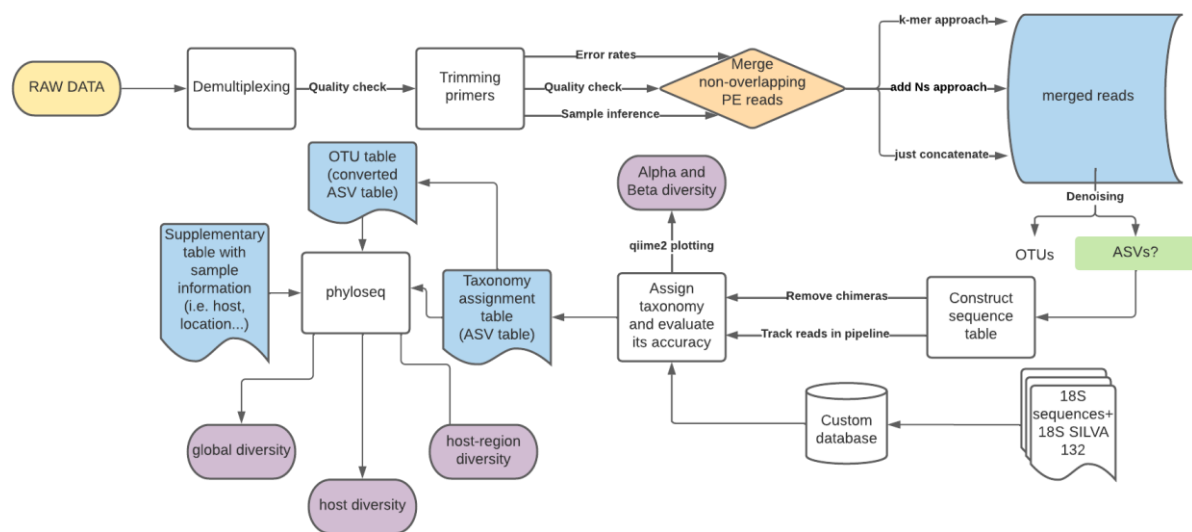 RAW DATA
Demultiplexing
Quality check
Trimming
primers
Error rates
Quality check
Sample inference
Merge
non-overlapping
PE reads
k-mer approach
add Ns approach
just concatenate
merged reads
Denoising
OTUs
ASVs?
Construct
sequence
table
Remove chimeras
Track reads in pipeline
18S
sequences+
18S SILVA
132
Custom
database
Assign
taxonomy
and evaluate
its accuracy
qiime2 plotting
Alpha and
Beta diversity
Taxonomy
assignment
table
(ASV table)
OTU table
(converted
ASV table)
Supplementary
table with
sample
information
(i.e. host,
location...)
phyloseq
global diversity
host diversity
host-region
diversity